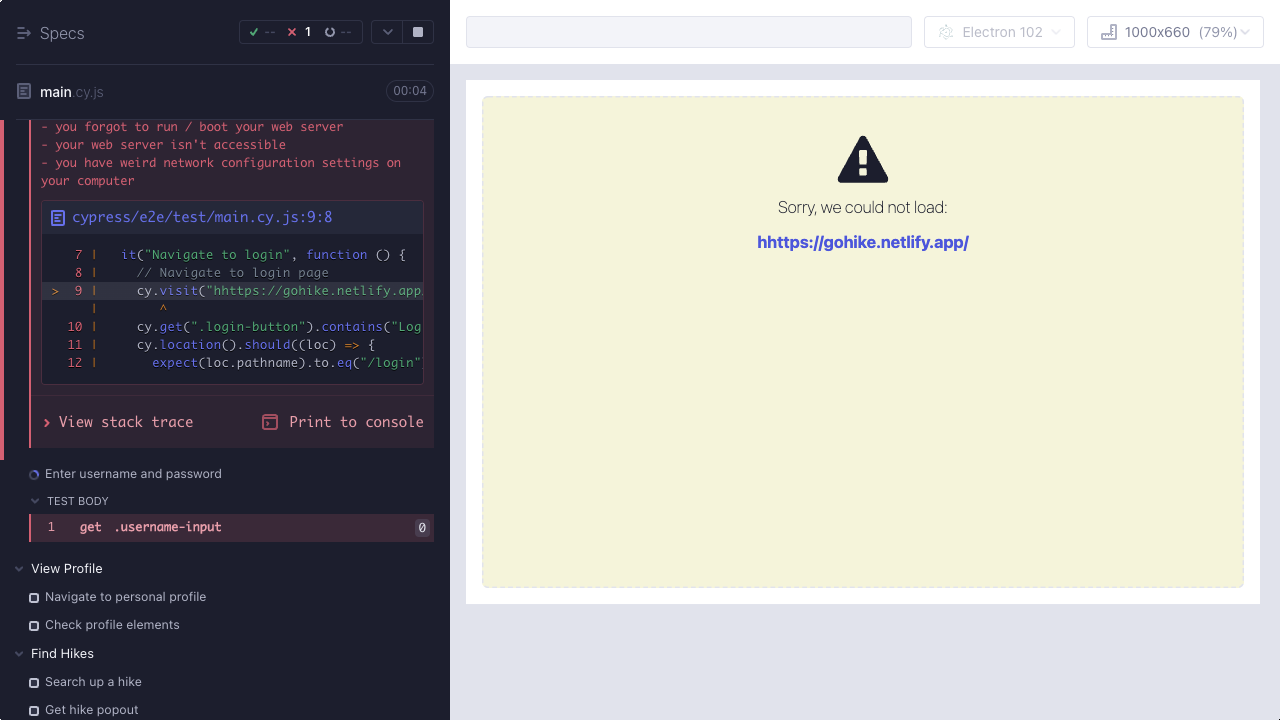 Specs
-- 1 --
Electron 102
1000x660 (79%)
main.cy.js
00:04
- you forgot to run / boot your web server
- your web server isn't accessible
- you have weird network configuration settings on
your computer
cypress/e2e/test/main.cy.js:9:8
7 | it("Navigate to login", function () {
8 | // Navigate to login page
> 9 | cy.visit("hhttps://gohike.netlify.app
| ^
10 | cy.get(".login-button").contains("Log
11 | cy.location().should((loc) => {
12 | expect(loc.pathname).to.eq("/login"
View stack trace
Print to console
Enter username and password
TEST BODY
1 get .username-input 0
View Profile
Navigate to personal profile
Check profile elements
Find Hikes
Search up a hike
Get hike popout
Sorry, we could not load:
hhttps://gohike.netlify.app/